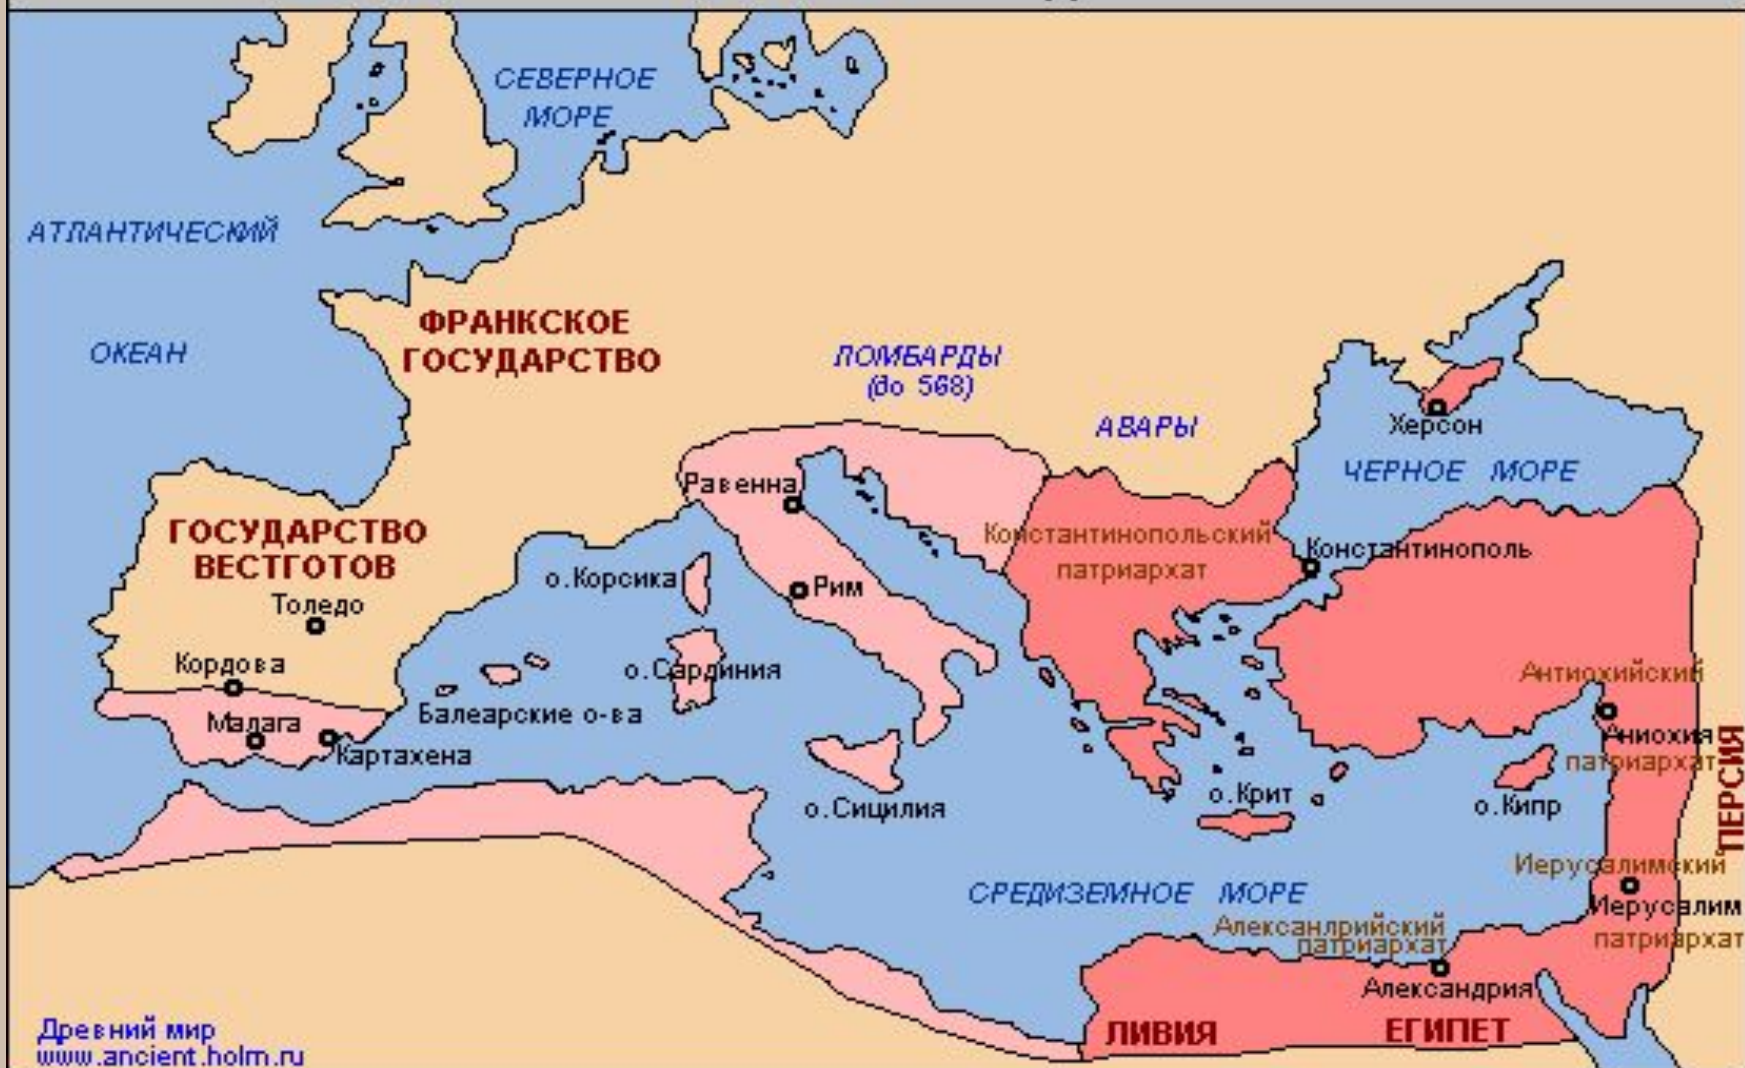 СЕВЕРНОЕ
МОРЕ
АТЛАНТИЧЕСКИЙ
ОКЕАН
ФРАНКСКОЕ
ГОСУДАРСТВО
ЛОМБАРДЫ
(до 568)
АВАРЫ
Херсон
ЧЕРНОЕ МОРЕ
Равенна
ГОСУДАРСТВО
ВЕСТГОТОВ
Константинопольский
патриархат
Константинополь
о.Корсика
Рим
Толедо
Кордова
о.Сардиния
Антиохийский
Малага
Балеарские о-ва
Аниохия
Картахена
патриархат
ПЕРСИЯ
о.Сицилия
о.Крит
о.Кипр
Иерусалимский
СРЕДИЗЕМНОЕ МОРЕ
Иерусалим
Алексанлрийский
патриархат
патриархат
Александрия
ЛИВИЯ
ЕГИПЕТ
Древний мир
www.ancient.holm.ru